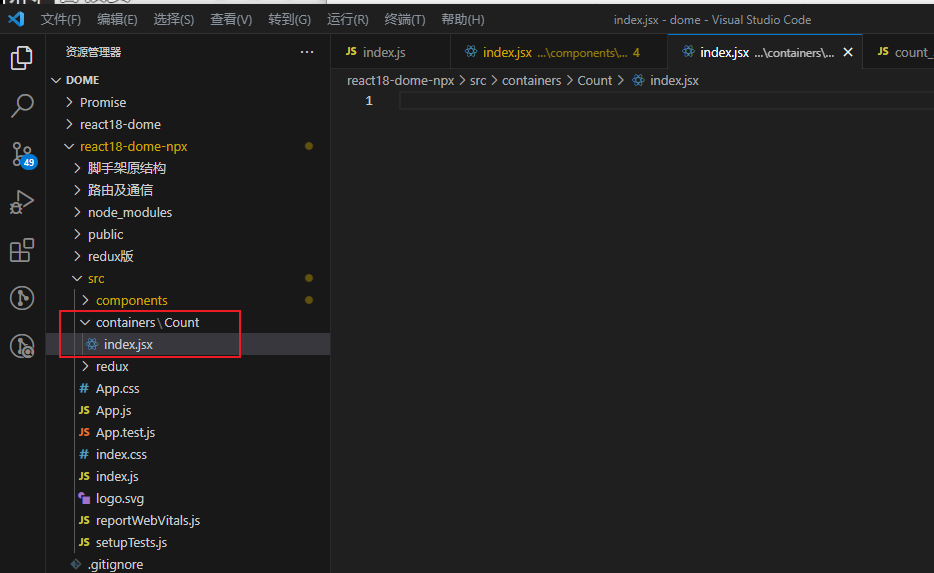 文件(F) 编辑(E) 选择(S) 查看(V) 转到(G) 运行(R) 终端(T) 帮助(H) index.jsx - dome - Visual Studio Code
资源管理器 ···
JS index.js index.jsx ...\components\... 4 index.jsx ...\containers\... JS count_
react18-dome-npx > src > containers > Count > index.jsx
1
DOME
Promise
react18-dome
react18-dome-npx
49
脚手架原结构
路由及通信
node_modules
public
redux版
src
components
containers\Count
index.jsx
redux
# App.css
JS App.js
JS App.test.js
# index.css
JS index.js
logo.svg
JS reportWebVitals.js
JS setupTests.js
.gitignore